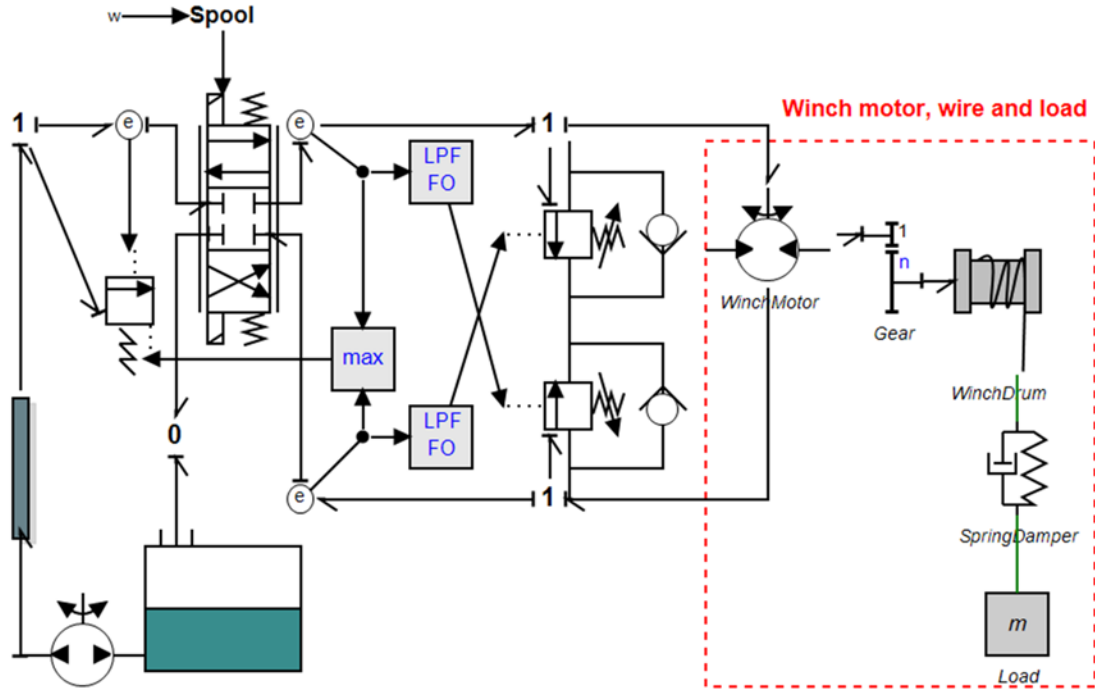 w
Spool
Winch motor, wire and load
1
e
e
1
LPF
FO
1
n
WinchMotor
Gear
max
WinchDrum
0
LPF
FO
e
1
SpringDamper
m
Load